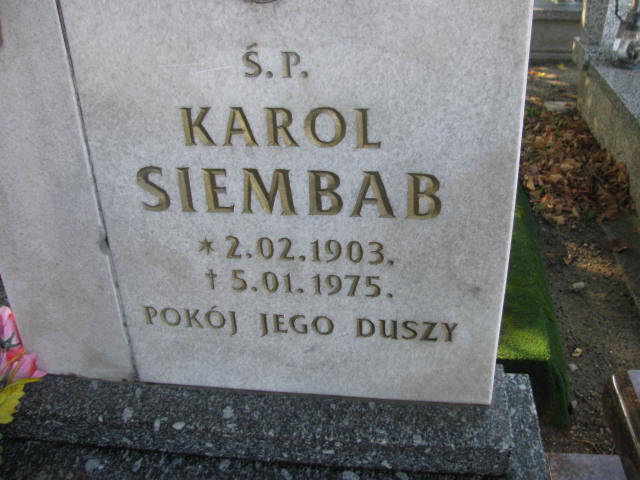 Ś.P.
KAROL
SIEMBAB
* 2.02.1903.
† 5.01.1975.
POKÓJ JEGO DUSZY